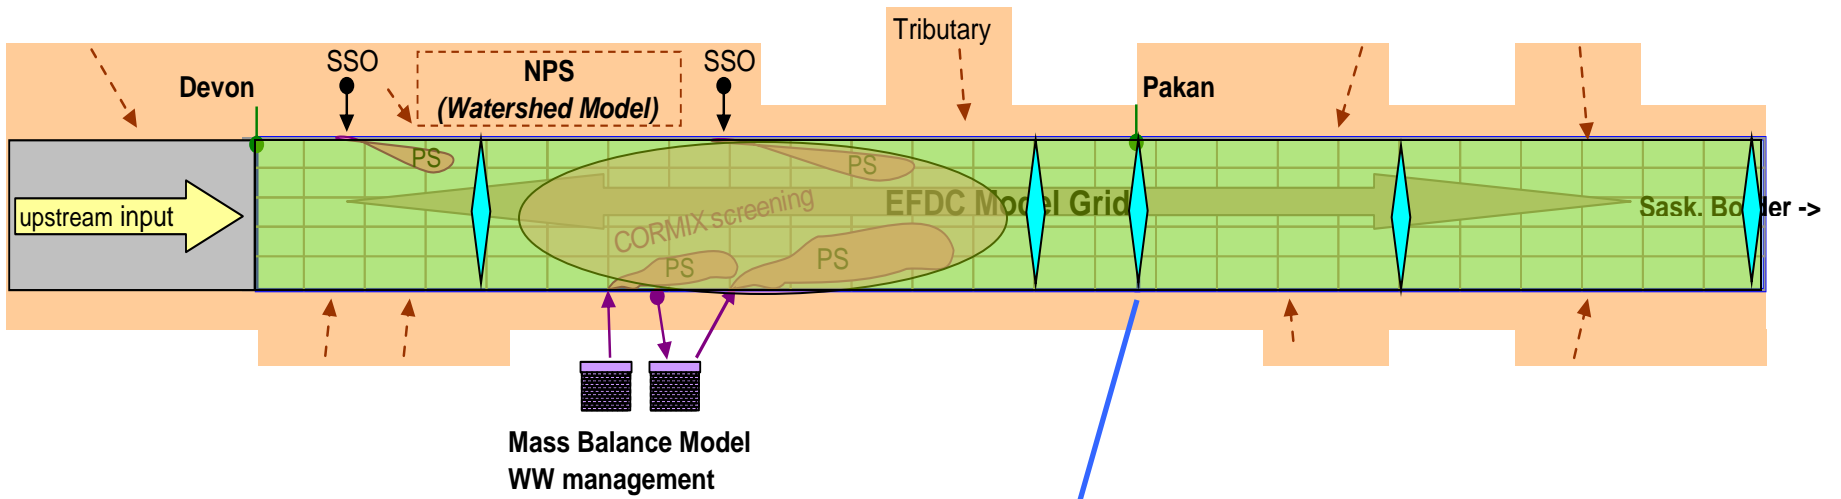 Tributary
SSO
NPS
SSO
Devon
(Watershed Model)
Pakan
PS
PS
upstream input
CORMIX screening
EFDC Model Grid
Sask. Border ->
PS
PS
Mass Balance Model
WW management